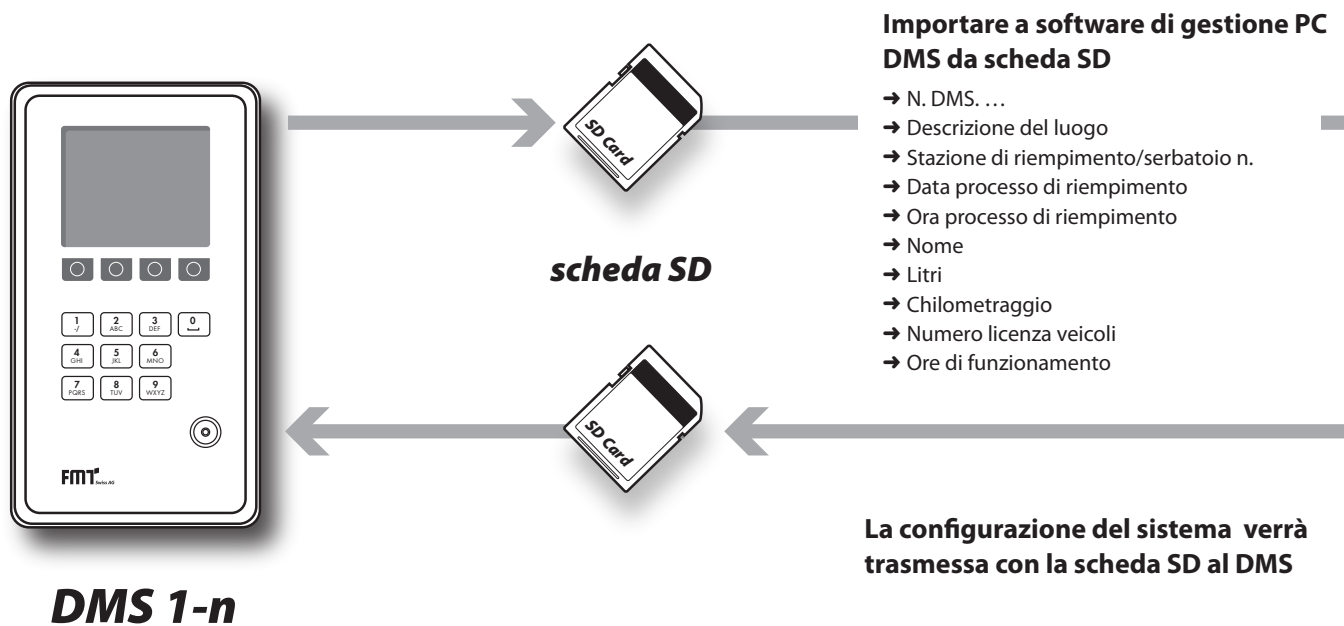 Importare a software di gestione PC
DMS da scheda SD
➜ N. DMS. …
➜ Descrizione del luogo
➜ Stazione di riempimento/serbatoio n.
➜ Data processo di riempimento
➜ Ora processo di riempimento
➜ Nome
➜ Litri
➜ Chilometraggio
➜ Numero licenza veicoli
➜ Ore di funzionamento
SD Card
scheda SD
1 2 3 0
-/ ABC DEF
4 5 6
GHI JKL MNO
7 8 9
PQRS TUV WXYZ
FMT Swiss AG
SD Card
La configurazione del sistema verrà
trasmessa con la scheda SD al DMS
DMS 1-n